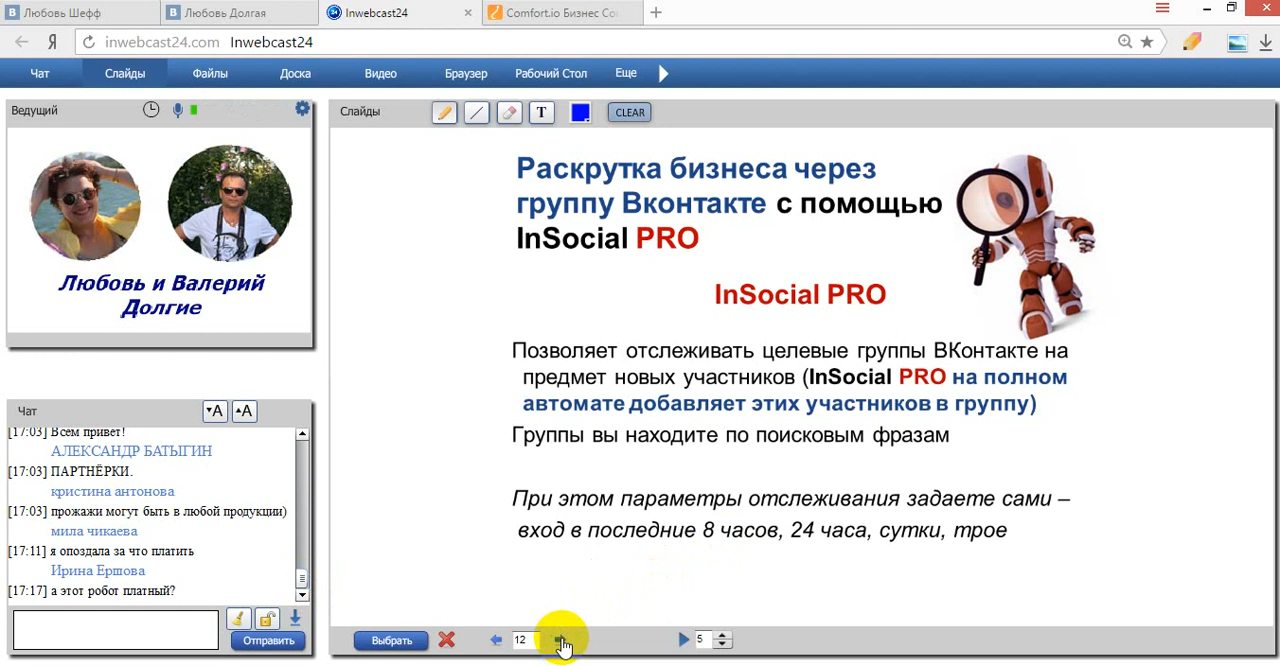 Любовь Шефф
Любовь Долгая
Inwebcast24
Comfort.io Бизнес Со
inwebcast24.com Inwebcast24
Чат
Слайды
Файлы
Доска
Видео
Браузер
Рабочий Стол
Еще
Ведущий
Любовь и Валерий
Долгие
Чат
▾A
▴A
[17:03] Всем привет!
АЛЕКСАНДР БАТЫГИН
[17:03] ПАРТНЁРКИ.
кристина антонова
[17:03] прожажи могут быть в любой продукции)
мила чикаева
[17:11] я опоздала за что платить
Ирина Ершова
[17:17] а этот робот платный?
Отправить
Слайды
T
CLEAR
Раскрутка бизнеса через
группу Вконтакте с помощью
InSocial PRO
InSocial PRO
Позволяет отслеживать целевые группы ВКонтакте на
предмет новых участников (InSocial PRO на полном
автомате добавляет этих участников в группу)
Группы вы находите по поисковым фразам
При этом параметры отслеживания задаете сами –
вход в последние 8 часов, 24 часа, сутки, трое
Выбрать
12
5